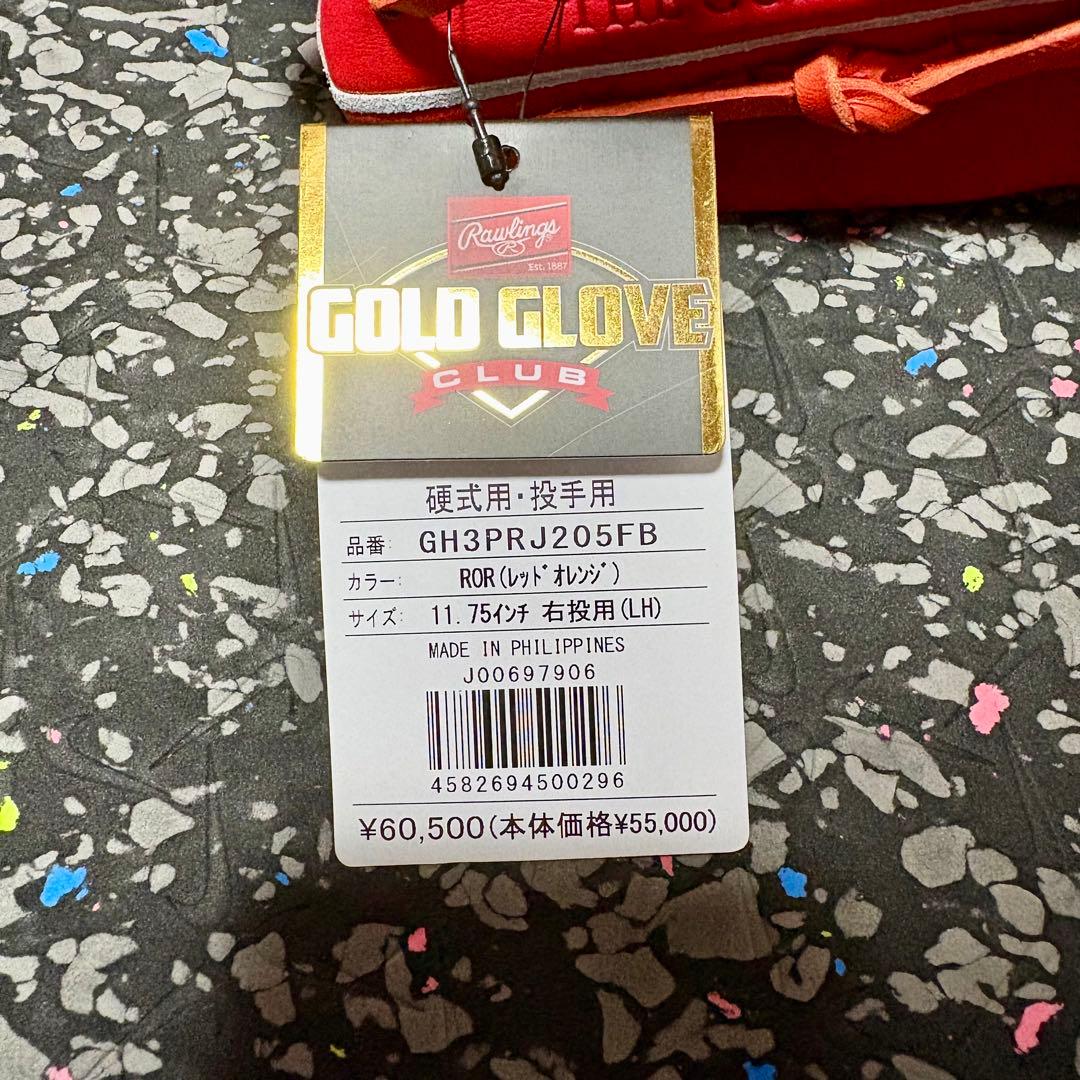 Rawlings
R
Est. 1887
GOLD GLOVE
CLUB
硬式用・投手用
品番: GH3PRJ205FB
カラー: ROR(ﾚｯﾄﾞｵﾚﾝｼﾞ)
サイズ: 11.75ｲﾝﾁ 右投用(LH)
MADE IN PHILIPPINES
J00697906
4582694500296
¥60,500(本体価格¥55,000)